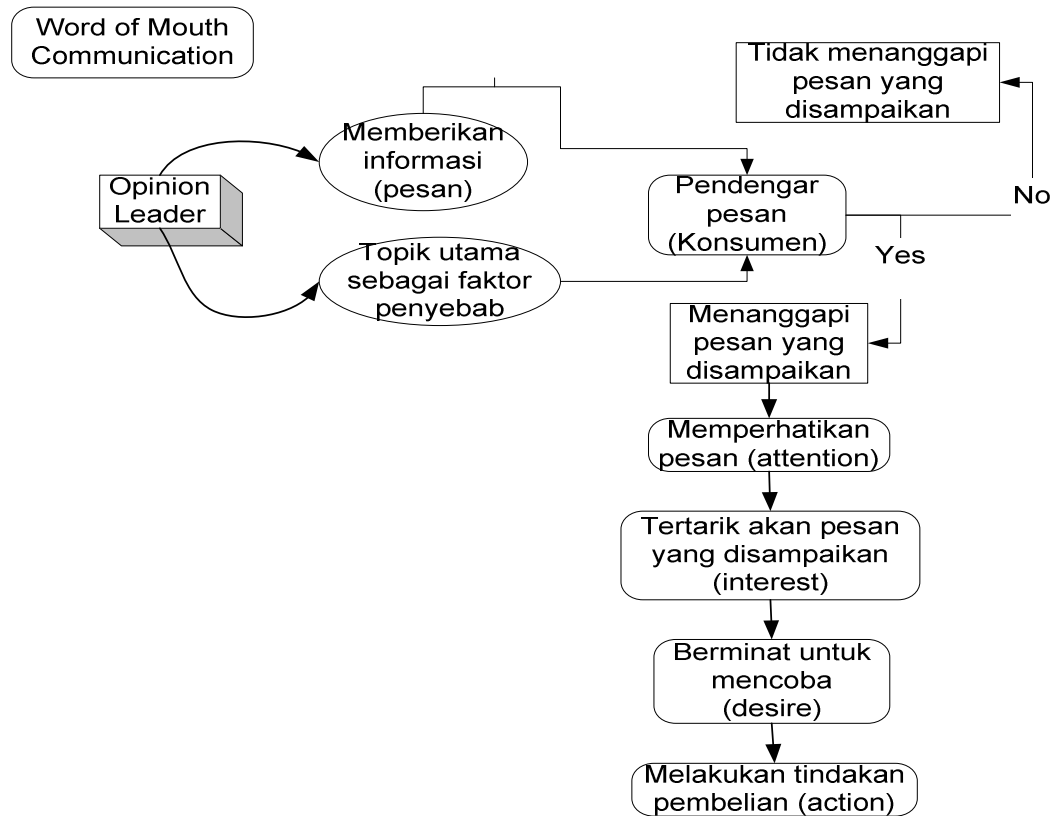 Word of Mouth
Communication
Tidak menanggapi
pesan yang
disampaikan
Memberikan
informasi
(pesan)
Opinion
Leader
Pendengar
pesan
(Konsumen)
No
Topik utama
sebagai faktor
penyebab
Yes
Menanggapi
pesan yang
disampaikan
Memperhatikan
pesan (attention)
Tertarik akan pesan
yang disampaikan
(interest)
Berminat untuk
mencoba
(desire)
Melakukan tindakan
pembelian (action)